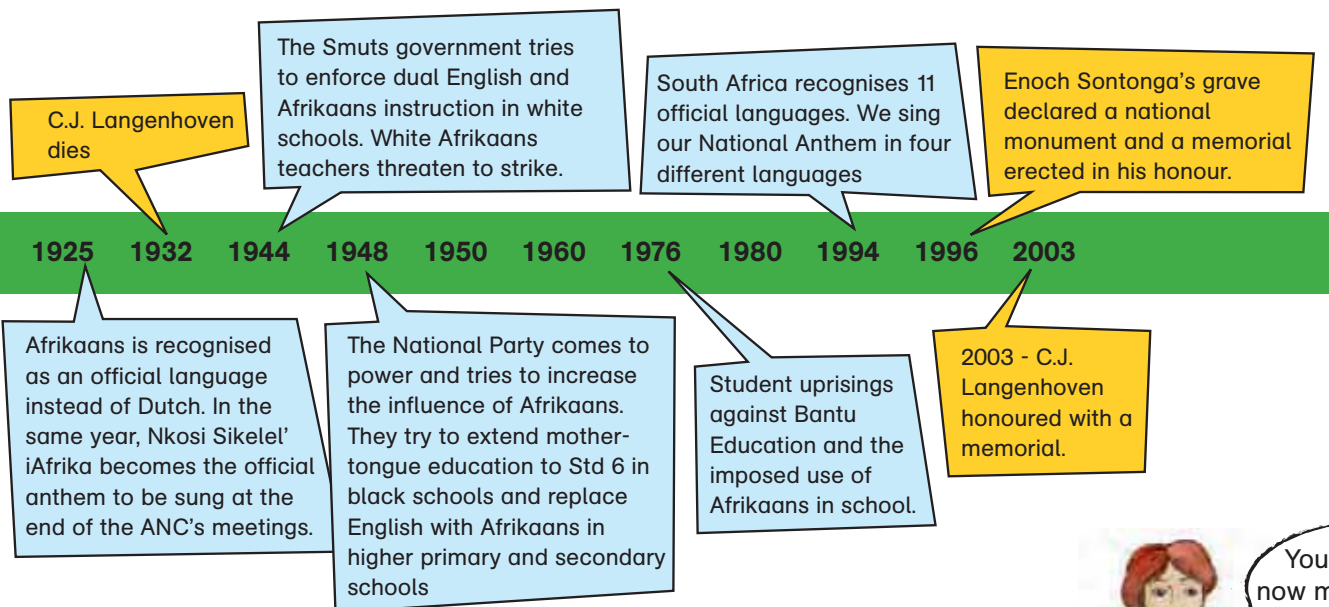 C.J. Langenhoven
dies
The Smuts government tries
to enforce dual English and
Afrikaans instruction in white
schools. White Afrikaans
teachers threaten to strike.
South Africa recognises 11
official languages. We sing
our National Anthem in four
different languages
Enoch Sontonga's grave
declared a national
monument and a memorial
erected in his honour.
1925 1932 1944 1948 1950 1960 1976 1980 1994 1996 2003
Afrikaans is recognised
as an official language
instead of Dutch. In the
same year, Nkosi Sikelel'
iAfrika becomes the official
anthem to be sung at the
end of the ANC's meetings.
The National Party comes to
power and tries to increase
the influence of Afrikaans.
They try to extend mother-
tongue education to Std 6 in
black schools and replace
English with Afrikaans in
higher primary and secondary
schools
Student uprisings
against Bantu
Education and the
imposed use of
Afrikaans in school.
2003 - C.J.
Langenhoven
honoured with a
memorial.
You
now